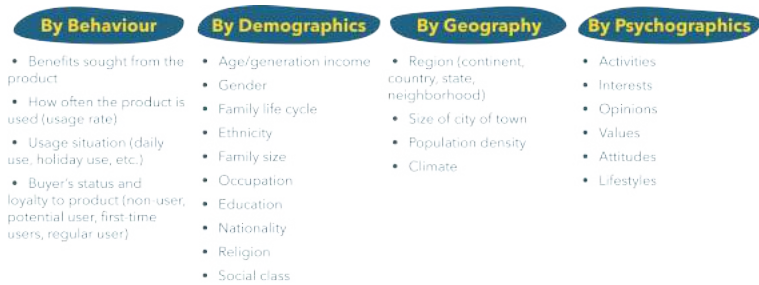 By Behaviour
• Benefits sought from the
product
• How often the product is
used (usage rate)
• Usage situation (daily
use, holiday use, etc.)
• Buyer's status and
loyalty to product (non-user,
potential user, first-time
users, regular user)
By Demographics
• Age/generation income
• Gender
• Family life cycle
• Ethnicity
• Family size
• Occupation
• Education
• Nationality
• Religion
• Social class
By Geography
• Region (continent,
country, state,
neighborhood)
• Size of city of town
• Population density
• Climate
By Psychographics
• Activities
• Interests
• Opinions
• Values
• Attitudes
• Lifestyles